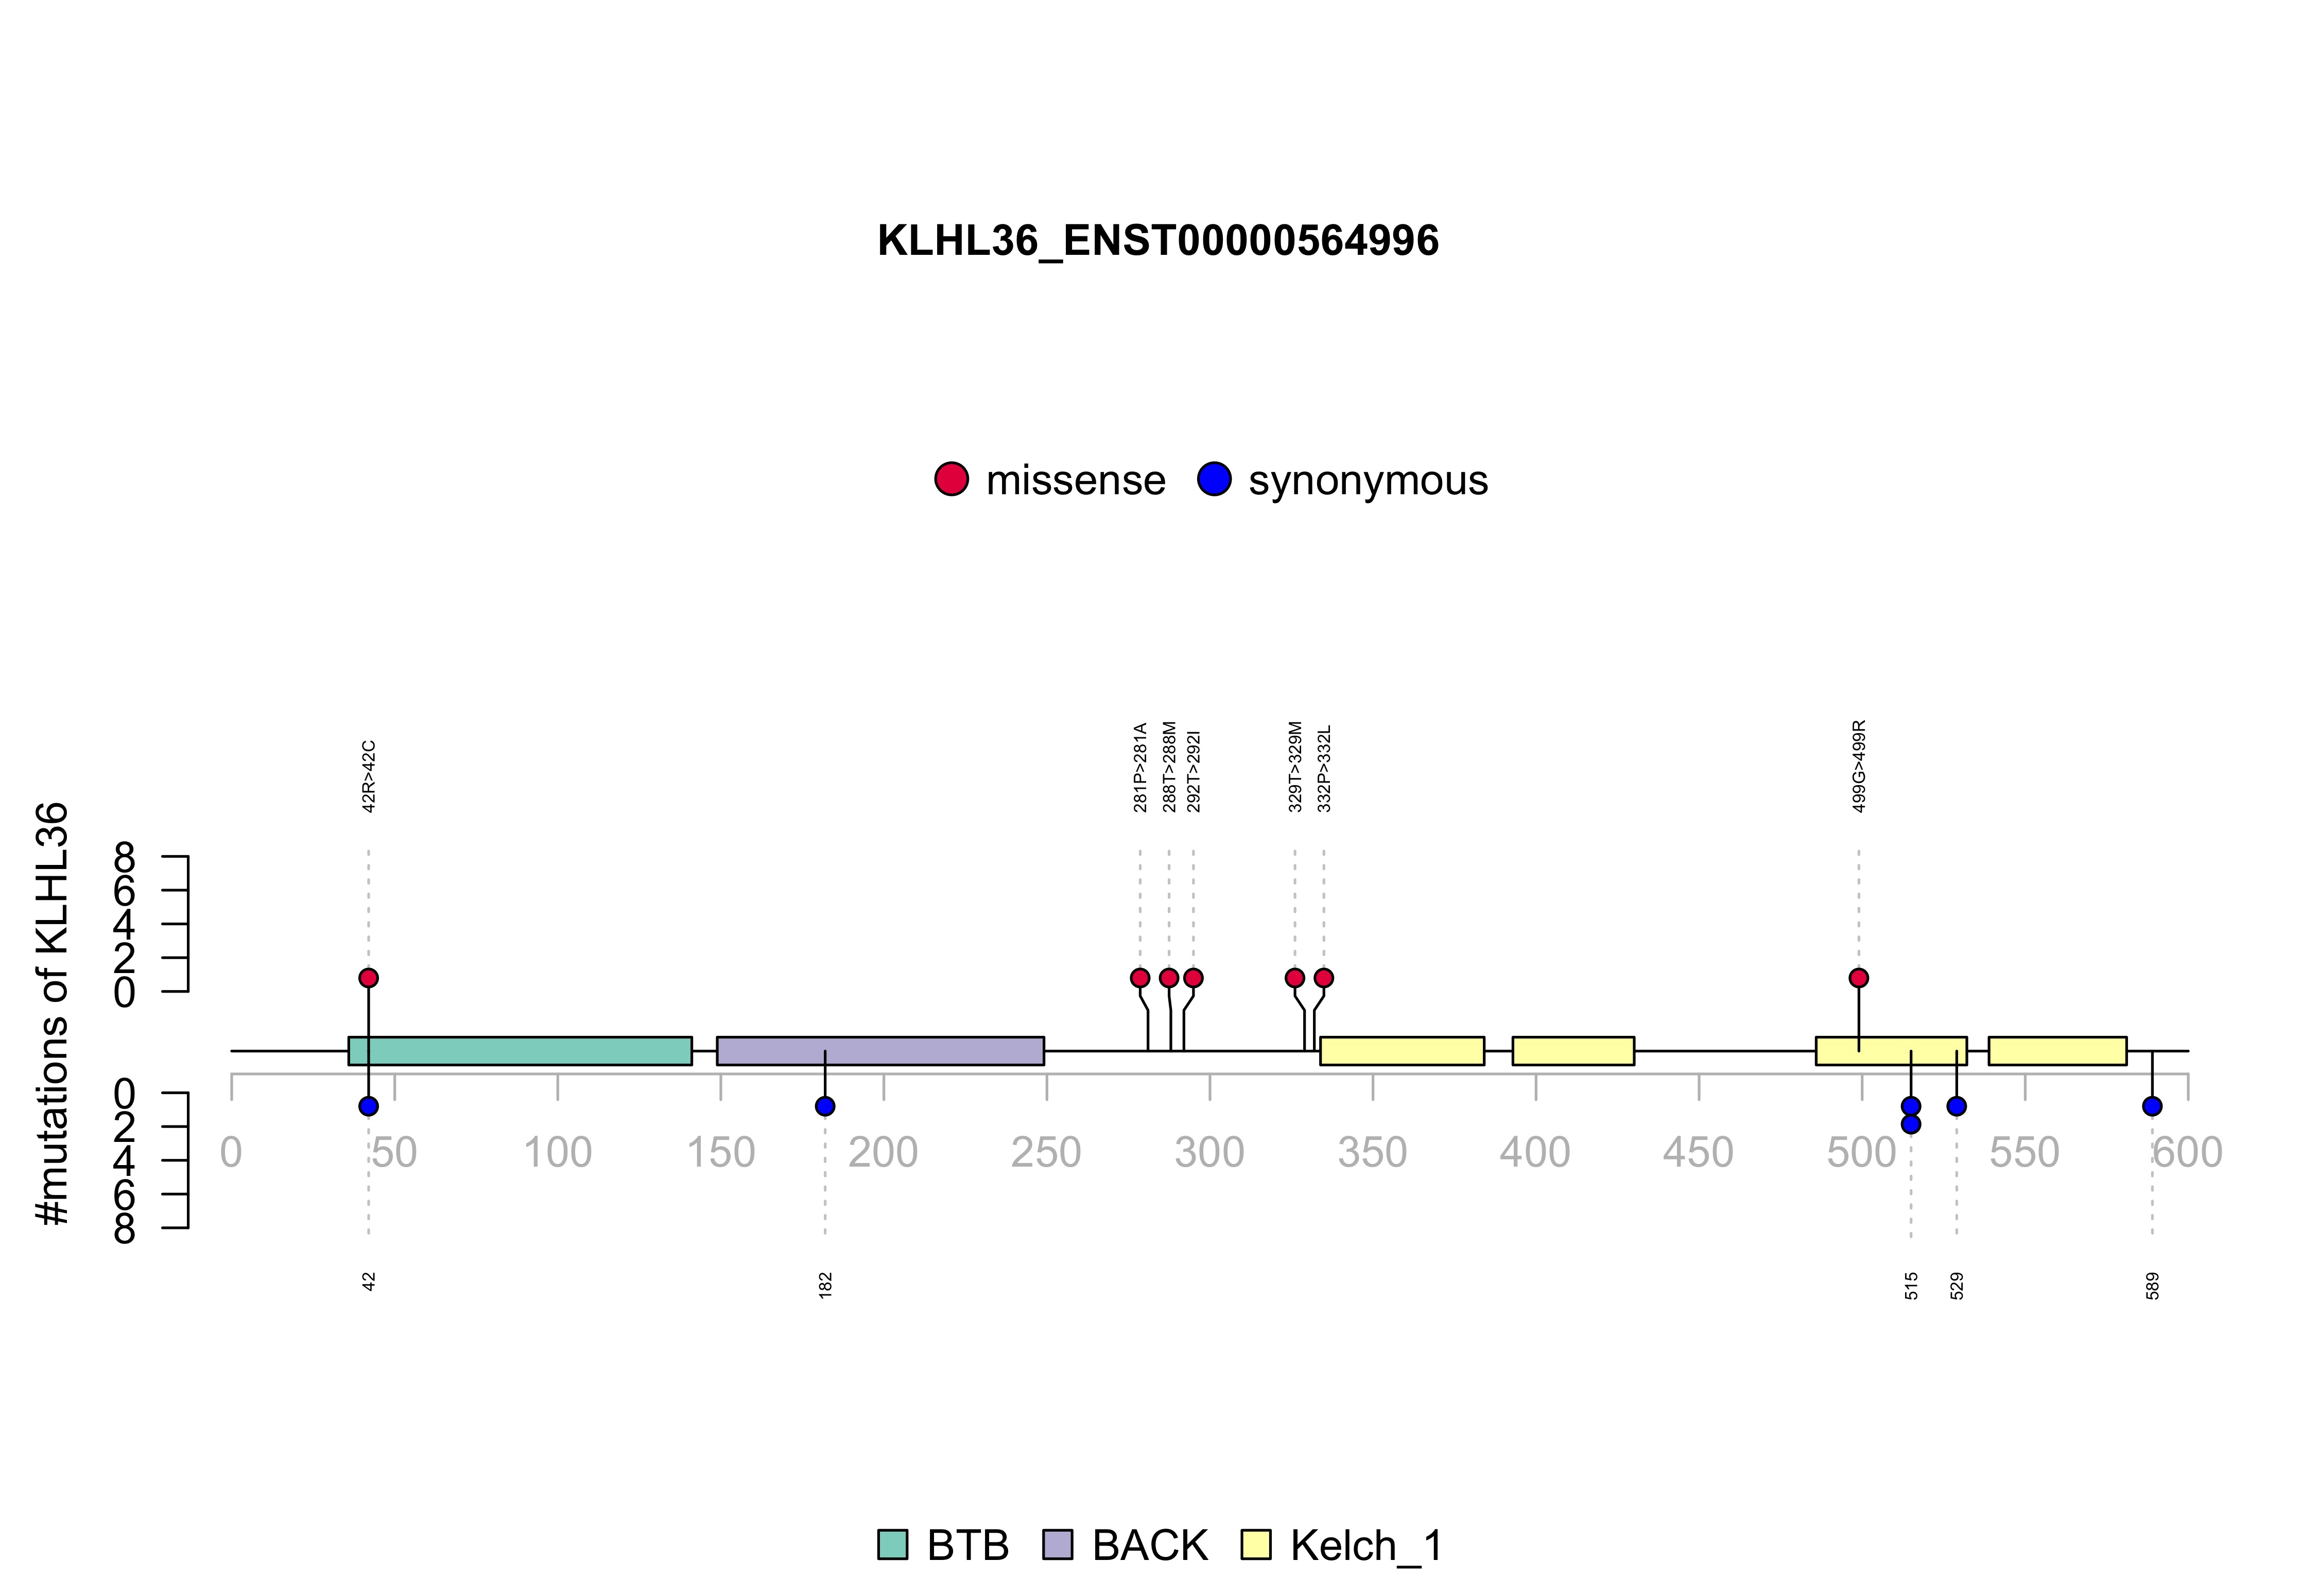 KLHL36_ENST00000564996
missense synonymous
42R>42C
281P>281A
288T>288M
292T>292I
329T>329M
332P>332L
499G>499R
#mutations of KLHL36
8
6
4
2
0
0
2
4
6
8
0 50 100 150 200 250 300 350 400 450 500 550 600
42
182
515
529
589
BTB BACK Kelch_1